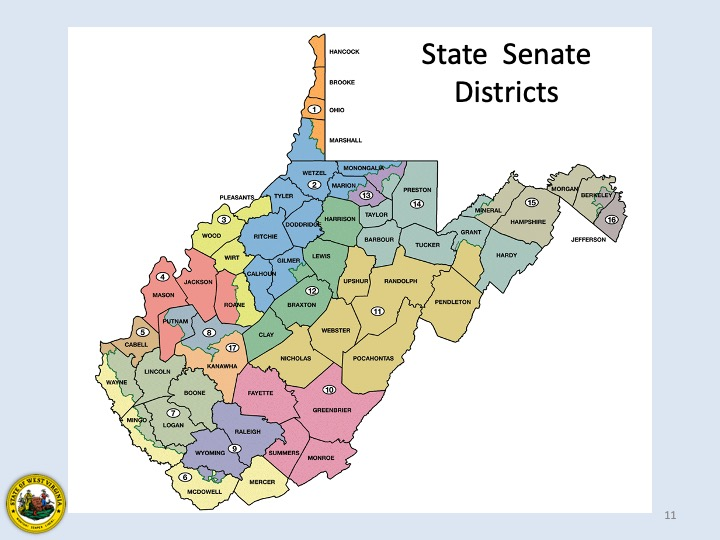 State Senate
Districts
HANCOCK
BROOKE
1
OHIO
MARSHALL
WETZEL
2
MONONGALIA
MARION
13
PRESTON
14
PLEASANTS
TYLER
3
WOOD
RITCHIE
DODDRIDGE
HARRISON
TAYLOR
BARBOUR
TUCKER
GRANT
MINERAL
HAMPSHIRE
15
MORGAN
BERKELEY
16
JEFFERSON
HARDY
WIRT
CALHOUN
GILMER
LEWIS
UPSHUR
RANDOLPH
PENDLETON
4
MASON
JACKSON
ROANE
12
BRAXTON
11
WEBSTER
POCAHONTAS
5
CABELL
PUTNAM
8
17
KANAWHA
CLAY
NICHOLAS
WAYNE
LINCOLN
BOONE
FAYETTE
10
GREENBRIER
MINGO
7
LOGAN
RALEIGH
WYOMING
9
SUMMERS
MONROE
6
MCDOWELL
MERCER
STATE OF WEST VIRGINIA
11